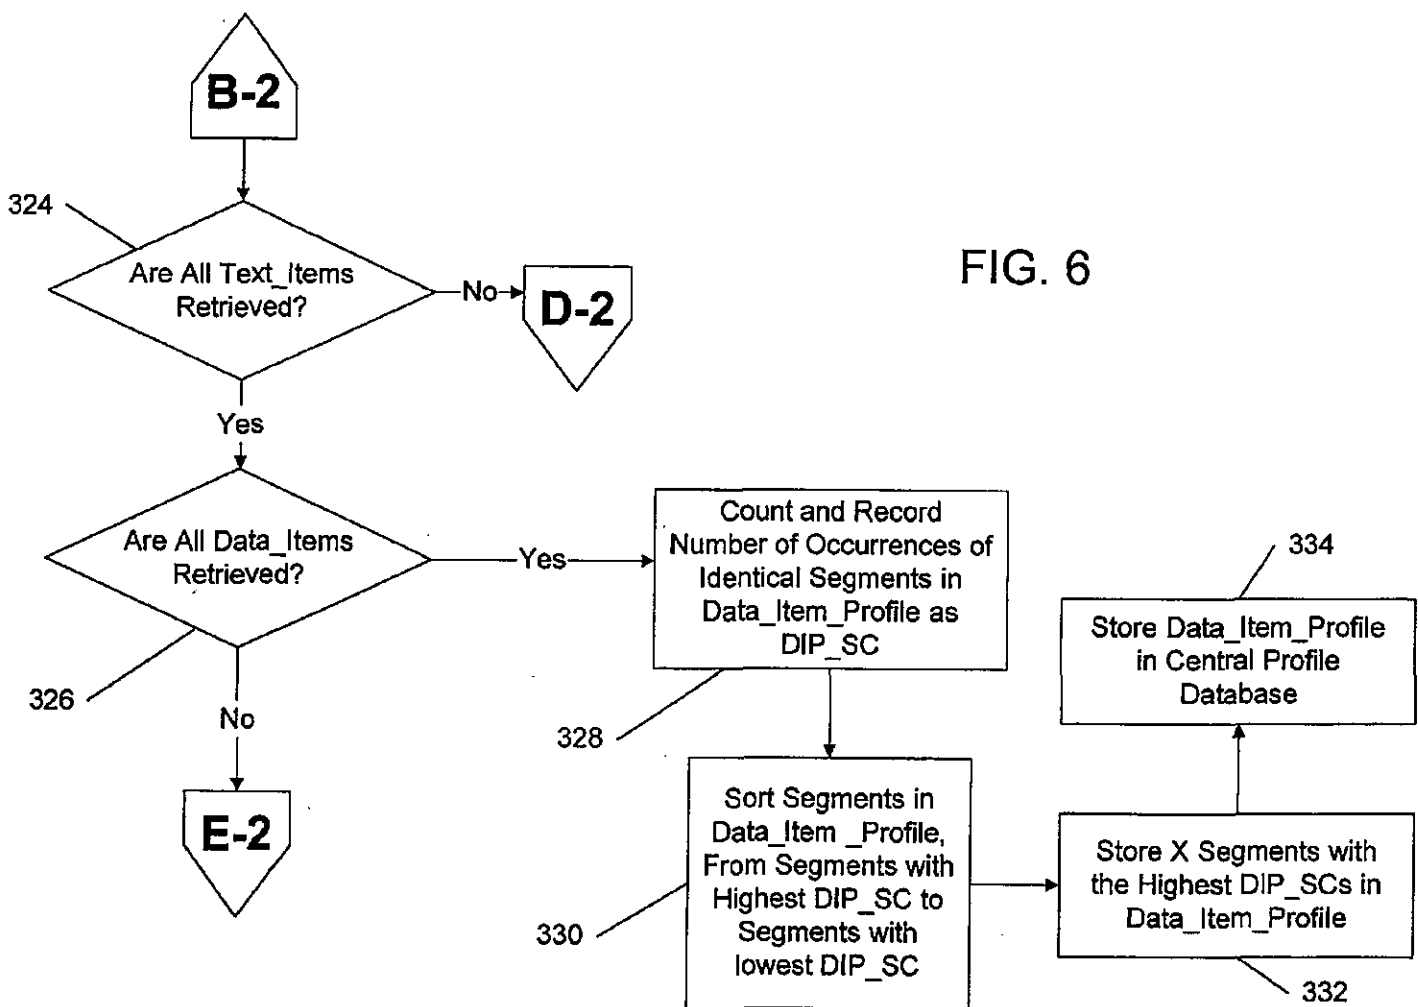 B-2
324
Are All Text_Items
Retrieved?
No
D-2
FIG. 6
Yes
Are All Data_Items
Retrieved?
326
Yes
No
E-2
Count and Record
Number of Occurrences of
Identical Segments in
Data_Item_Profile as
DIP_SC
328
Sort Segments in
Data_Item _Profile,
From Segments with
Highest DIP_SC to
Segments with
lowest DIP_SC
330
Store X Segments with
the Highest DIP_SCs in
Data_Item_Profile
332
334
Store Data_Item_Profile
in Central Profile
Database